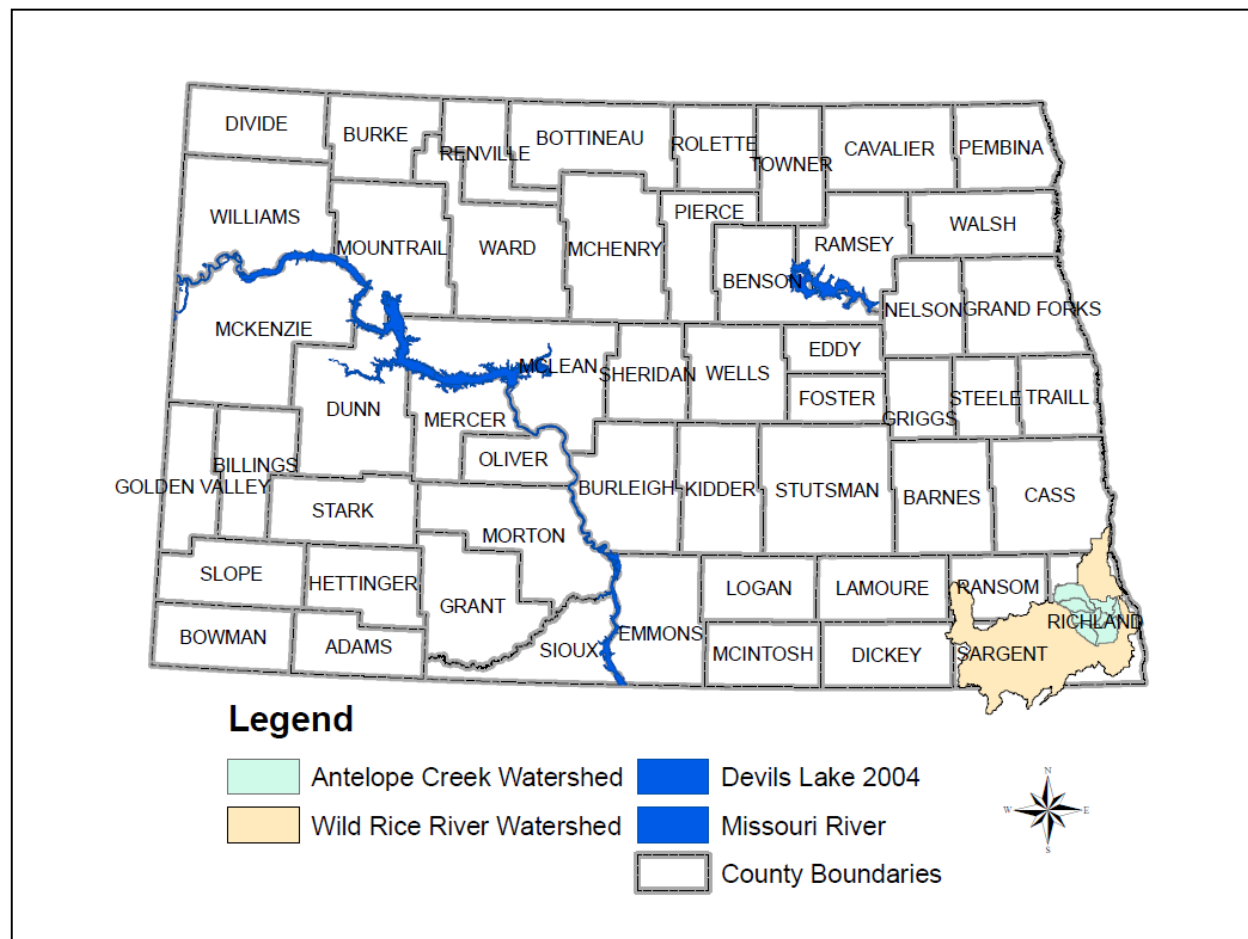 DIVIDE
BURKE
RENVILLE
BOTTINEAU
ROLETTE
TOWNER
CAVALIER
PEMBINA
WILLIAMS
MOUNTRAIL
WARD
MCHENRY
PIERCE
BENSON
RAMSEY
WALSH
NELSON
GRAND FORKS
MCKENZIE
DUNN
MERCER
OLIVER
MCLEAN
SHERIDAN
WELLS
EDDY
FOSTER
GRIGGS
STEELE
TRAILL
GOLDEN VALLEY
BILLINGS
STARK
MORTON
BURLEIGH
KIDDER
STUTSMAN
BARNES
CASS
SLOPE
HETTINGER
GRANT
BOWMAN
ADAMS
SIOUX
EMMONS
LOGAN
LAMOURE
RANSOM
RICHLAND
MCINTOSH
DICKEY
SARGENT
Legend
Antelope Creek Watershed
Wild Rice River Watershed
Devils Lake 2004
Missouri River
County Boundaries
N
W
E
S